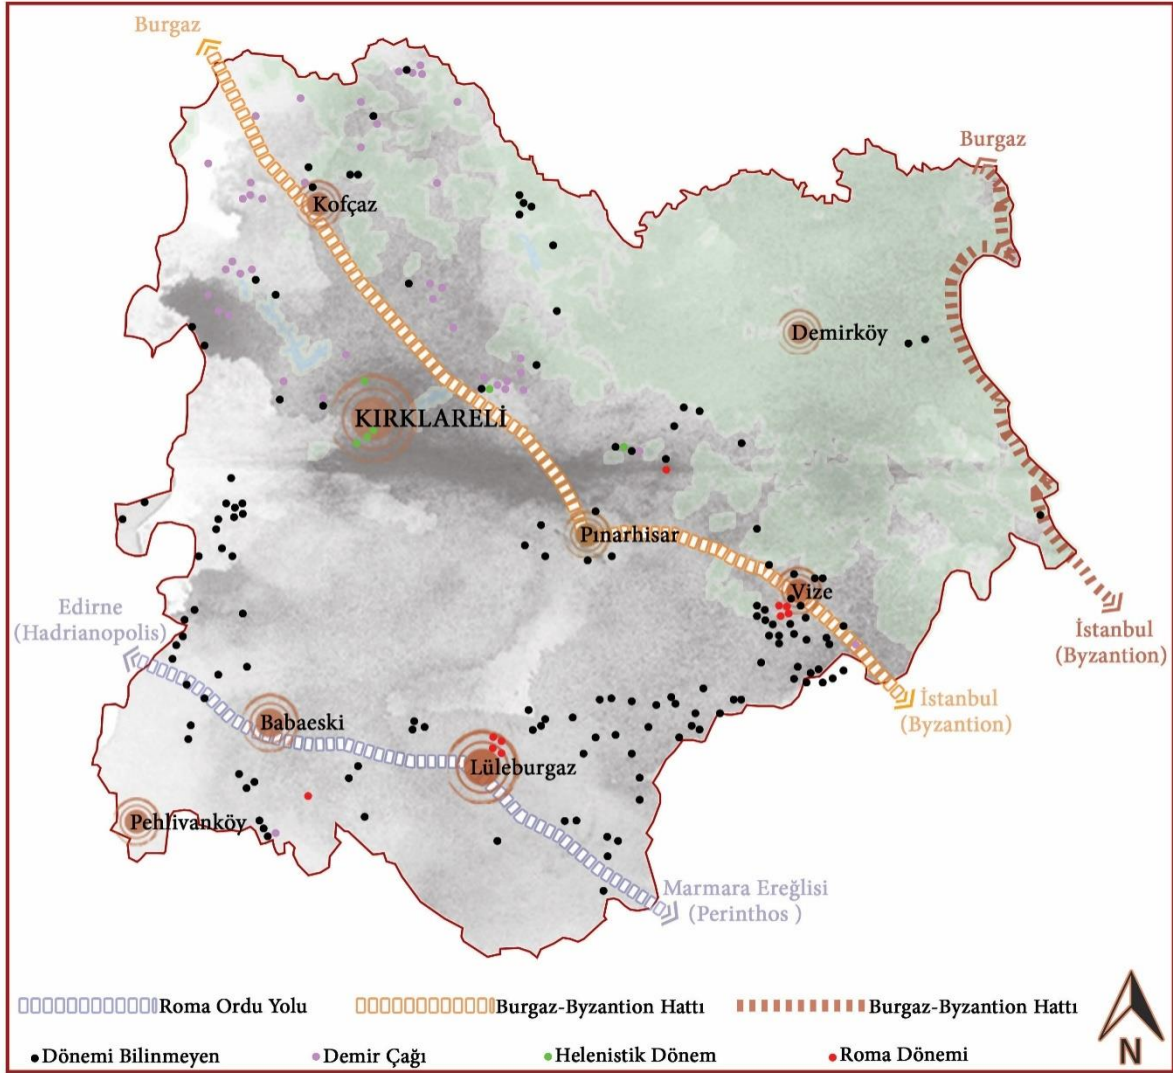 Burgaz
Burgaz
Kofçaz
Demirköy
KIRKLARELİ
Pınarhisar
Vize
Edirne
(Hadrianopolis)
İstanbul
(Byzantion)
İstanbul
(Byzantion)
Babaeski
Lüleburgaz
Pehlivanköy
Marmara Ereğlisi
(Perinthos )
Roma Ordu Yolu
Burgaz-Byzantion Hattı
Burgaz-Byzantion Hattı
Dönemi Bilinmeyen
Demir Çağı
Helenistik Dönem
Roma Dönemi
N